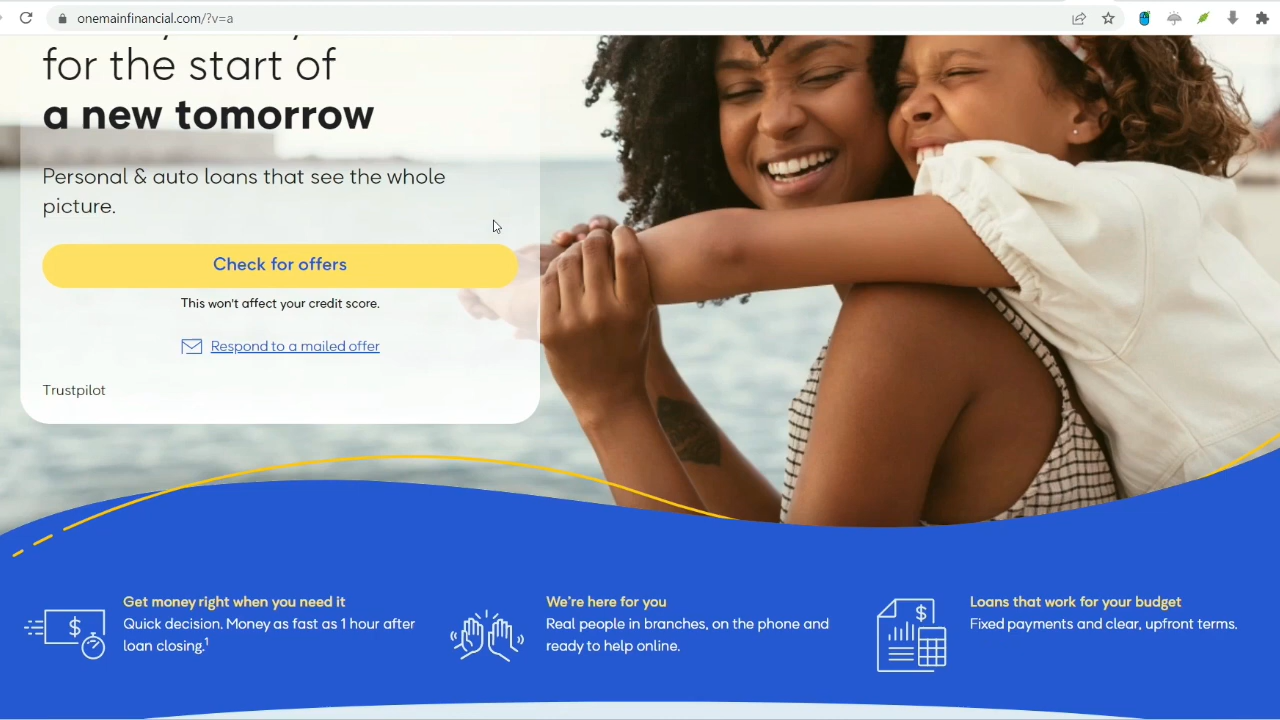 onemainfinancial.com/?v=a
for the start of
a new tomorrow
Personal & auto loans that see the whole
picture.
Check for offers
This won't affect your credit score.
Respond to a mailed offer
Trustpilot
Get money right when you need it
Quick decision. Money as fast as 1 hour after
loan closing.¹
We're here for you
Real people in branches, on the phone and
ready to help online.
Loans that work for your budget
Fixed payments and clear, upfront terms.